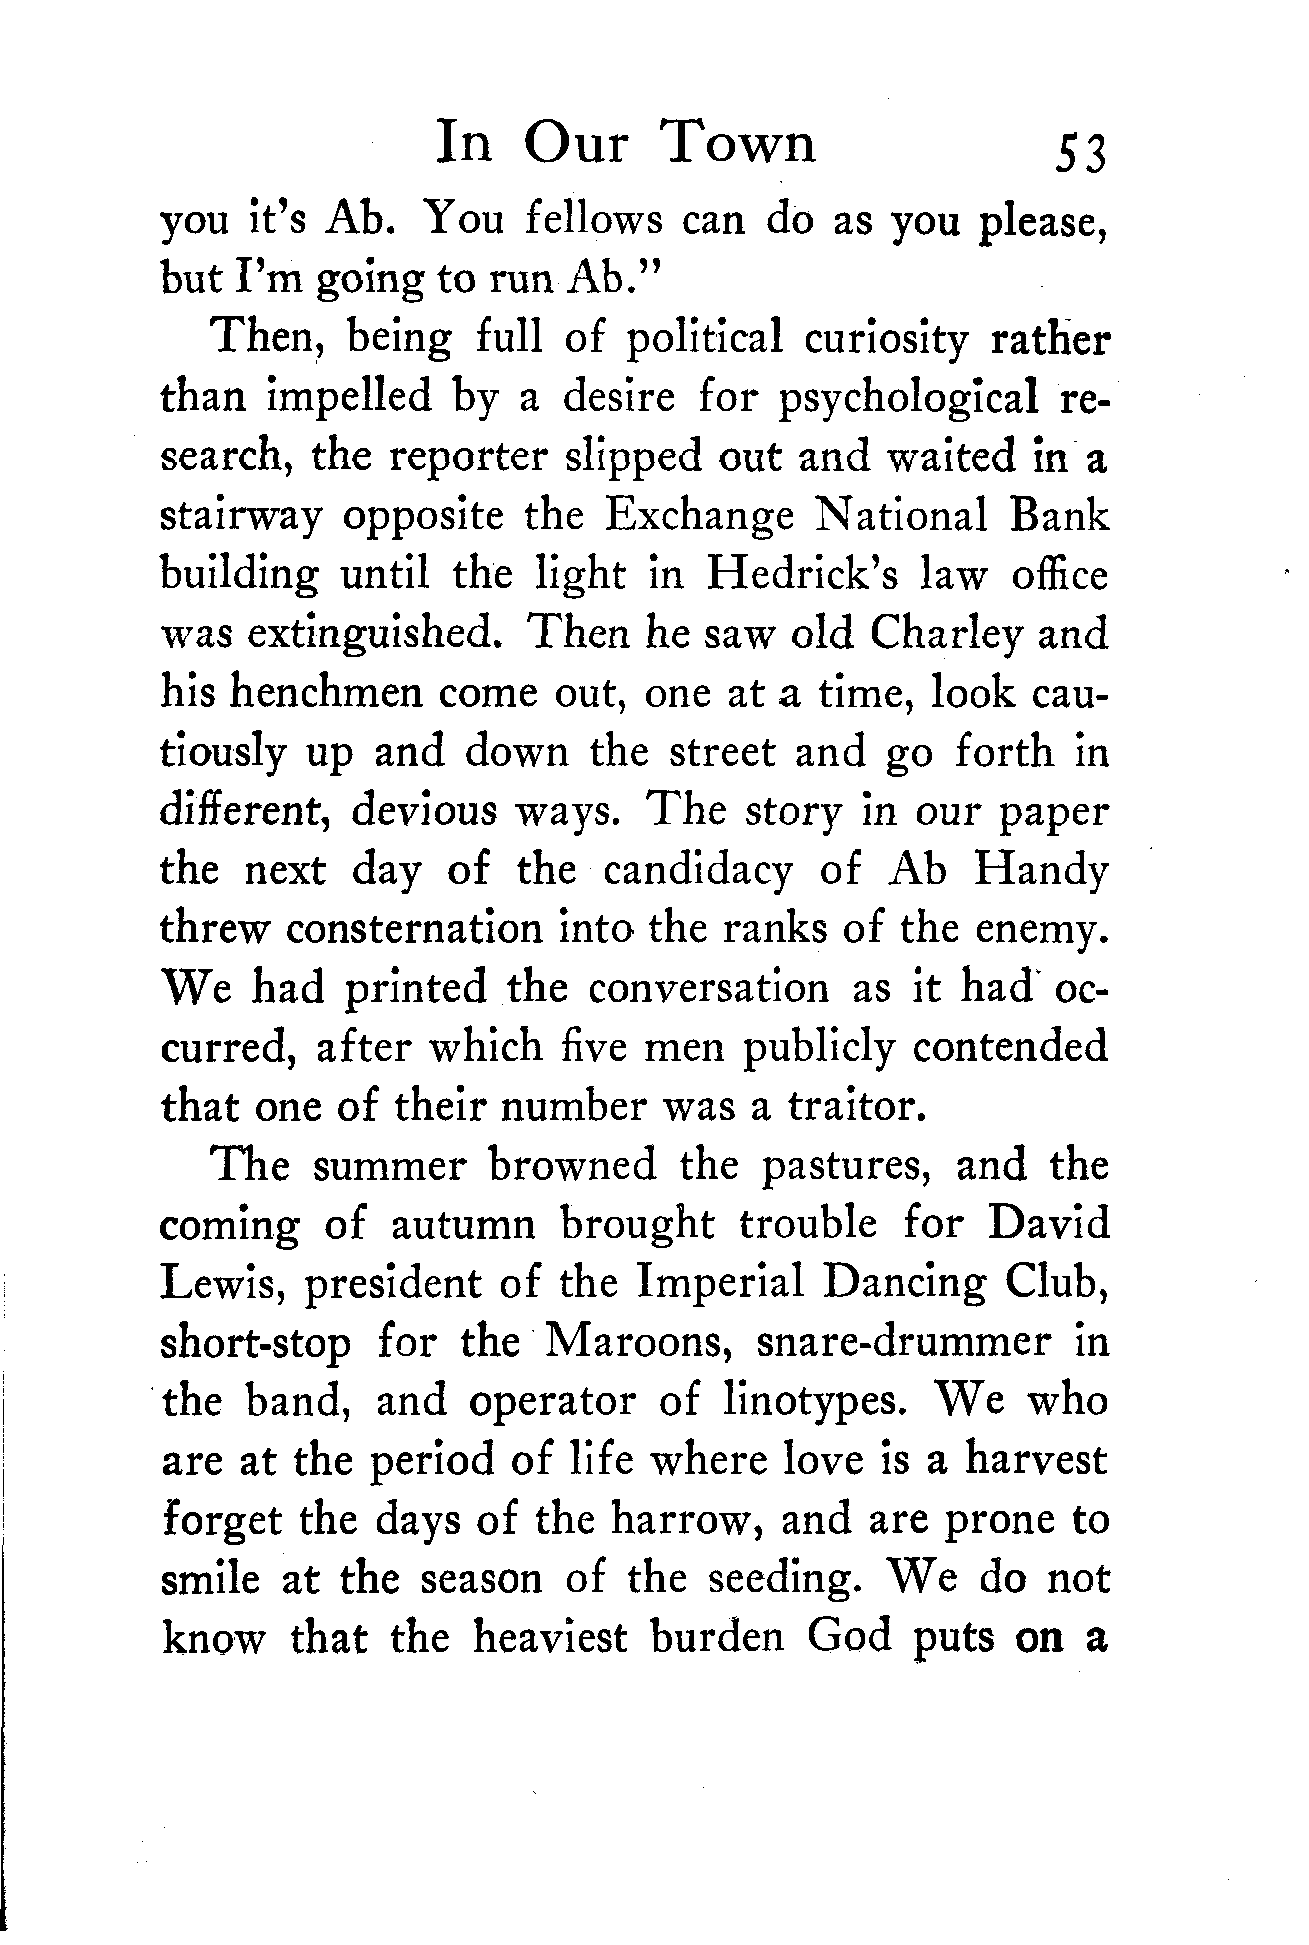 In Our Town 53
you it's Ab. You fellows can do as you please,
but I'm going to run Ab."
Then, being full of political curiosity rather
than impelled by a desire for psychological re-
search, the reporter slipped out and waited in a
stairway opposite the Exchange National Bank
building until the light in Hedrick's law office
was extinguished. Then he saw old Charley and
his henchmen come out, one at a time, look cau-
tiously up and down the street and go forth in
different, devious ways. The story in our paper
the next day of the candidacy of Ab Handy
threw consternation into the ranks of the enemy.
We had printed the conversation as it had oc-
curred, after which five men publicly contended
that one of their number was a traitor.
The summer browned the pastures, and the
coming of autumn brought trouble for David
Lewis, president of the Imperial Dancing Club,
short-stop for the Maroons, snare-drummer in
the band, and operator of linotypes. We who
are at the period of life where love is a harvest
forget the days of the harrow, and are prone to
smile at the season of the seeding. We do not
know that the heaviest burden God puts on a